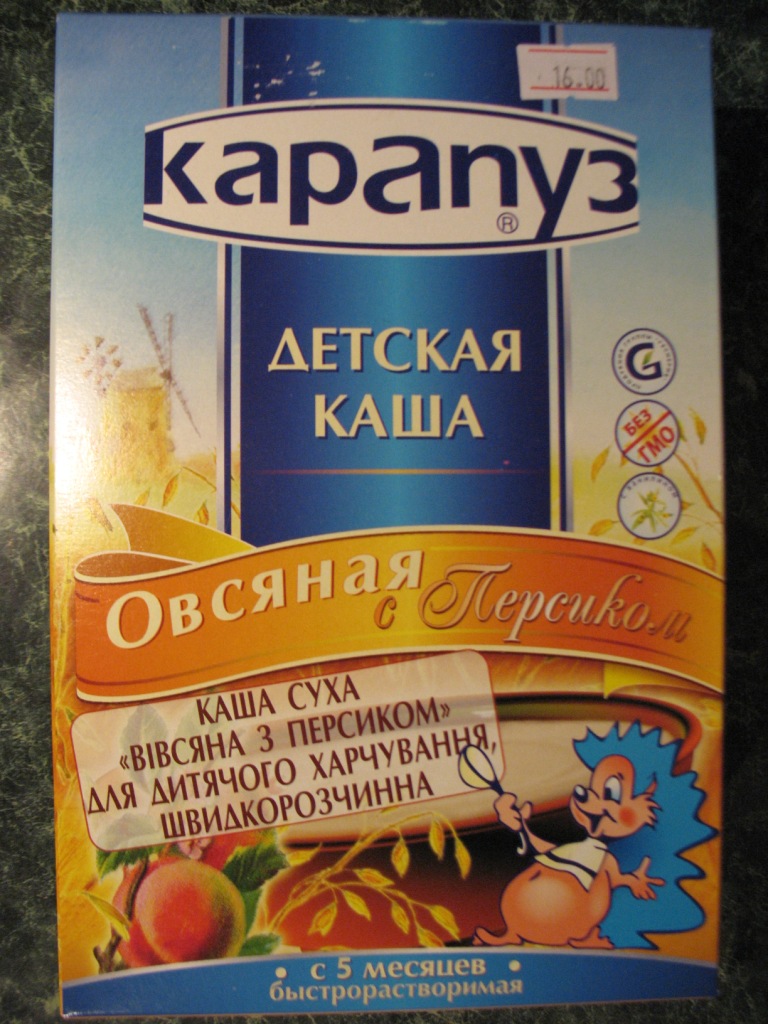 16.00
карапуз
®
ДЕТСКАЯ
КАША
G
БЕЗ
ГМО
Овсяная
с Персиком
КАША СУХА
«ВІВСЯНА З ПЕРСИКОМ»
ДЛЯ ДИТЯЧОГО ХАРЧУВАННЯ,
ШВИДКОРОЗЧИННА
• с 5 месяцев •
быстрорастворимая